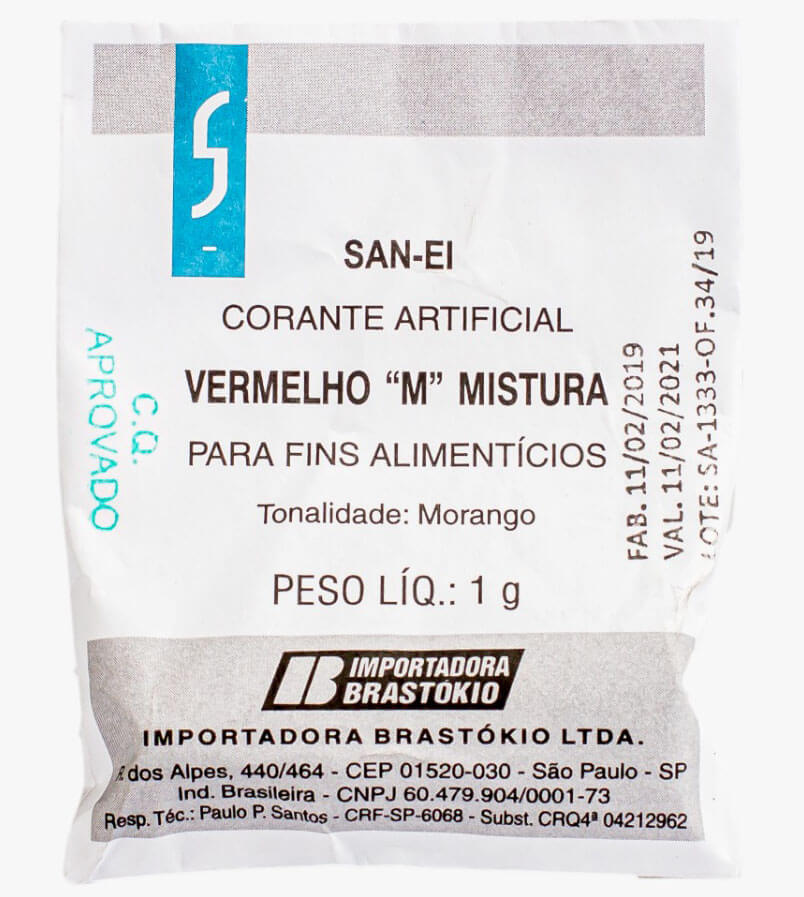 SAN-EI
CORANTE ARTIFICIAL
VERMELHO “M” MISTURA
PARA FINS ALIMENTÍCIOS
Tonalidade: Morango
PESO LÍQ.: 1 g
C.Q.
APROVADO
FAB. 11/02/2019
VAL. 11/02/2021
LOTE: SA-1333-OF.34/19
IMPORTADORA
BRASTÓKIO
IMPORTADORA BRASTÓKIO LTDA.
R. dos Alpes, 440/464 - CEP 01520-030 - São Paulo - SP
Ind. Brasileira - CNPJ 60.479.904/0001-73
Resp. Téc.: Paulo P. Santos - CRF-SP-6068 - Subst. CRQ4ª 04212962